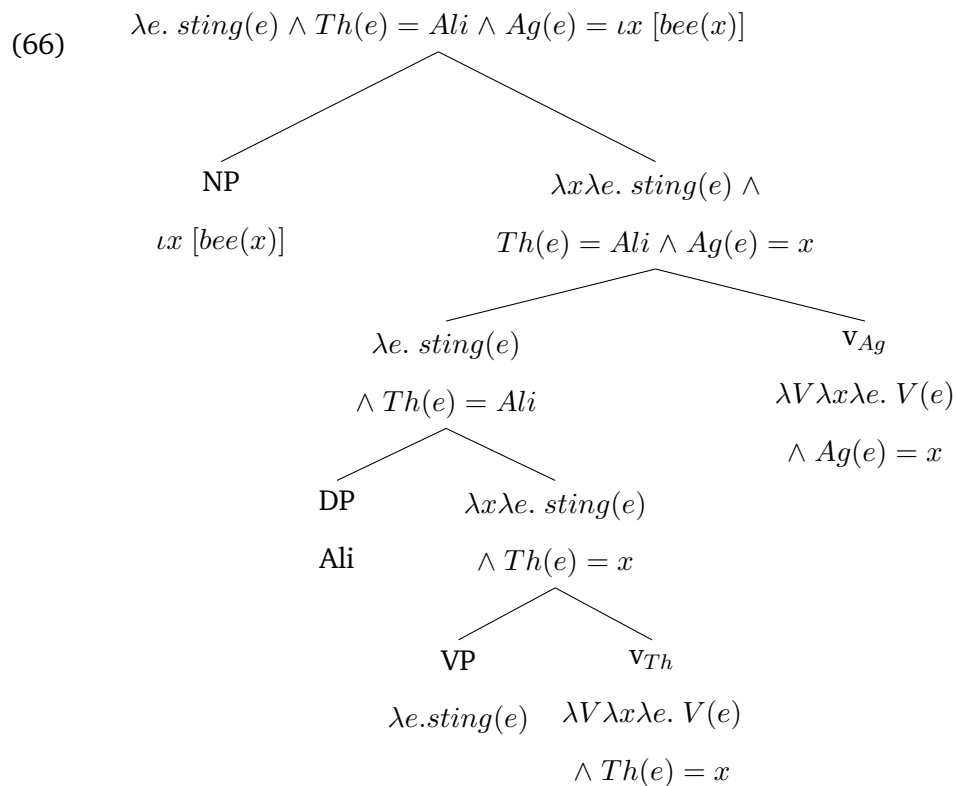 (66) λe. sting(e) ∧ Th(e) = Ali ∧ Ag(e) = ιx [bee(x)]
NP
ιx [bee(x)]
λxλe. sting(e) ∧
Th(e) = Ali ∧ Ag(e) = x
λe. sting(e)
∧ Th(e) = Ali
v_Ag
λVλxλe. V(e)
∧ Ag(e) = x
DP
Ali
λxλe. sting(e)
∧ Th(e) = x
VP
λe.sting(e)
v_Th
λVλxλe. V(e)
∧ Th(e) = x